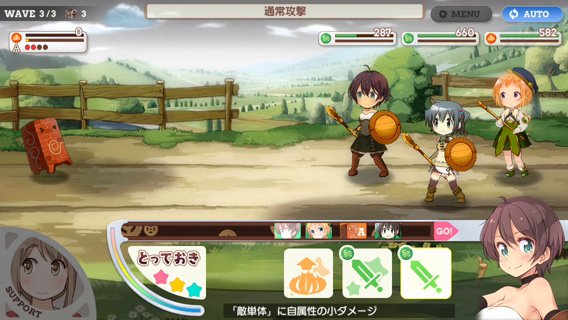 WAVE 3/3 3
通常攻撃
MENU
AUTO
0
A
287
660
582
A
GO!
とっておき
SUPPORT
「敵単体」に自属性の小ダメージ